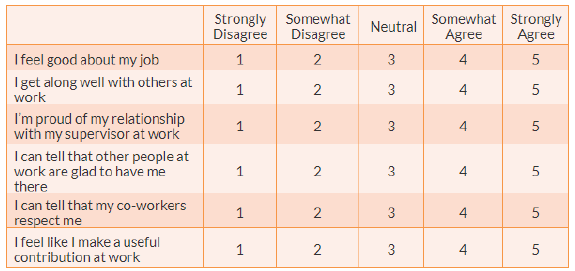 Strongly Disagree Somewhat Disagree Neutral Somewhat Agree Strongly Agree
I feel good about my job 1 2 3 4 5
I get along well with others at
work 1 2 3 4 5
I'm proud of my relationship
with my supervisor at work 1 2 3 4 5
I can tell that other people at
work are glad to have me
there 1 2 3 4 5
I can tell that my co-workers
respect me 1 2 3 4 5
I feel like I make a useful
contribution at work 1 2 3 4 5